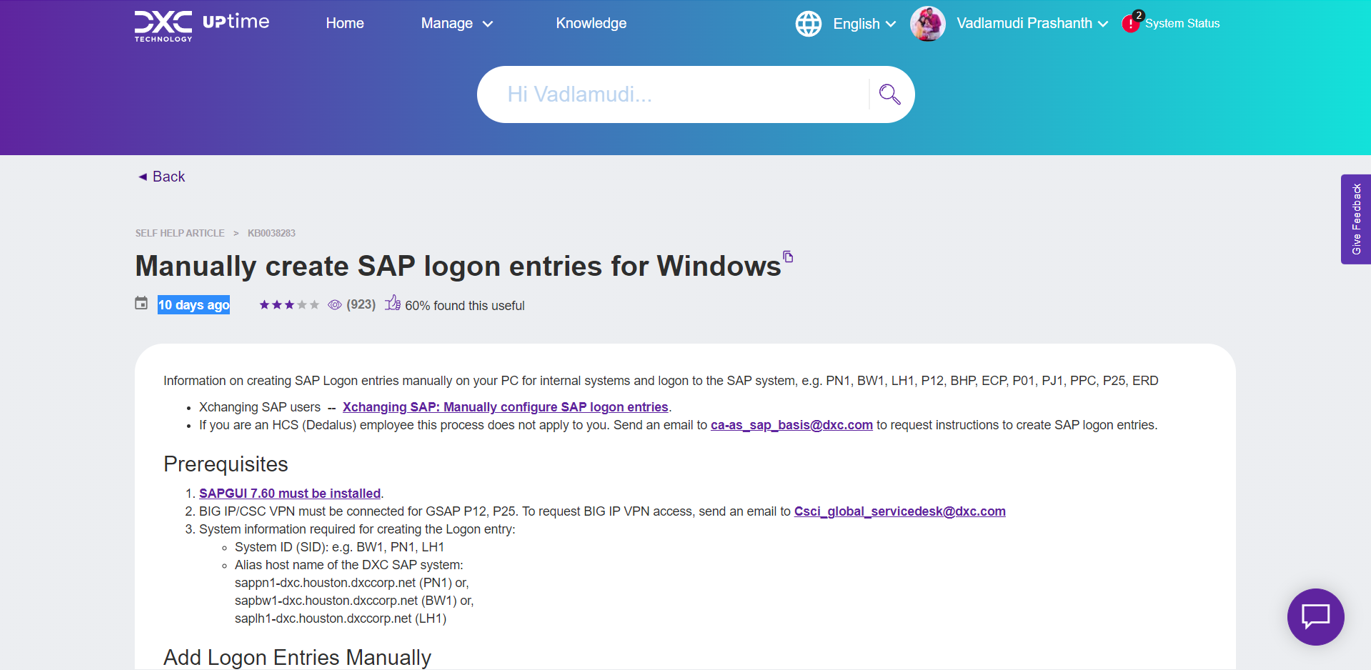 DXC TECHNOLOGY UPtime Home Manage Knowledge English Vadlamudi Prashanth ! 2 System Status
Hi Vadlamudi...
◄ Back
Give Feedback
SELF HELP ARTICLE > KB0038283
Manually create SAP logon entries for Windows
10 days ago (923) 60% found this useful
Information on creating SAP Logon entries manually on your PC for internal systems and logon to the SAP system, e.g. PN1, BW1, LH1, P12, BHP, ECP, P01, PJ1, PPC, P25, ERD
• Xchanging SAP users -- Xchanging SAP: Manually configure SAP logon entries.
• If you are an HCS (Dedalus) employee this process does not apply to you. Send an email to ca-as_sap_basis@dxc.com to request instructions to create SAP logon entries.
Prerequisites
1. SAPGUI 7.60 must be installed.
2. BIG IP/CSC VPN must be connected for GSAP P12, P25. To request BIG IP VPN access, send an email to Csci_global_servicedesk@dxc.com
3. System information required for creating the Logon entry:
◦ System ID (SID): e.g. BW1, PN1, LH1
◦ Alias host name of the DXC SAP system:
sappn1-dxc.houston.dxccorp.net (PN1) or,
sapbw1-dxc.houston.dxccorp.net (BW1) or,
saplh1-dxc.houston.dxccorp.net (LH1)
Add Logon Entries Manually